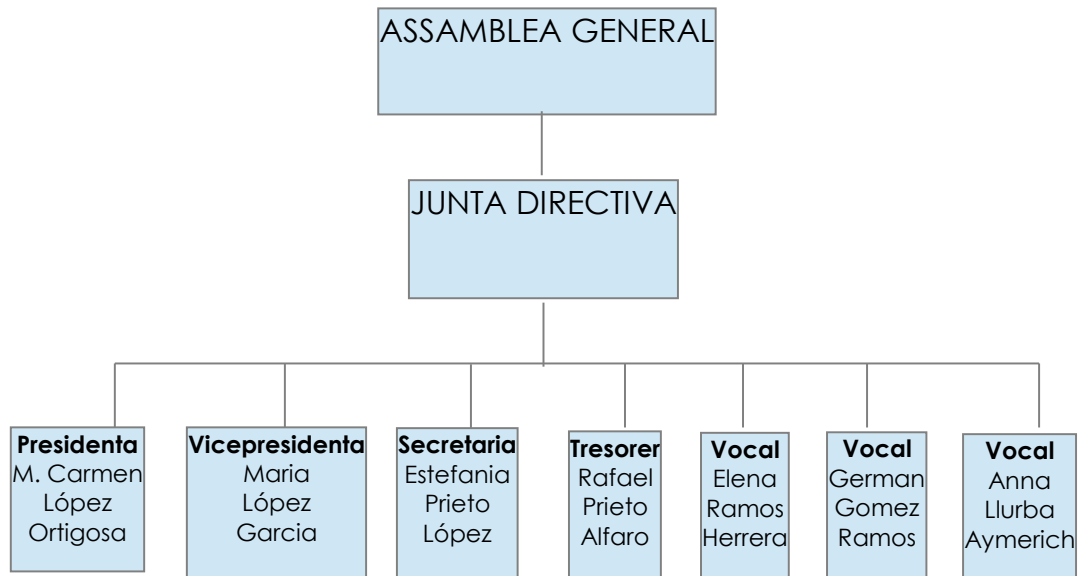 ASSAMBLEA GENERAL
JUNTA DIRECTIVA
Presidenta
M. Carmen
López
Ortigosa
Vicepresidenta
Maria
López
Garcia
Secretaria
Estefania
Prieto
López
Tresorer
Rafael
Prieto
Alfaro
Vocal
Elena
Ramos
Herrera
Vocal
German
Gomez
Ramos
Vocal
Anna
Llurba
Aymerich